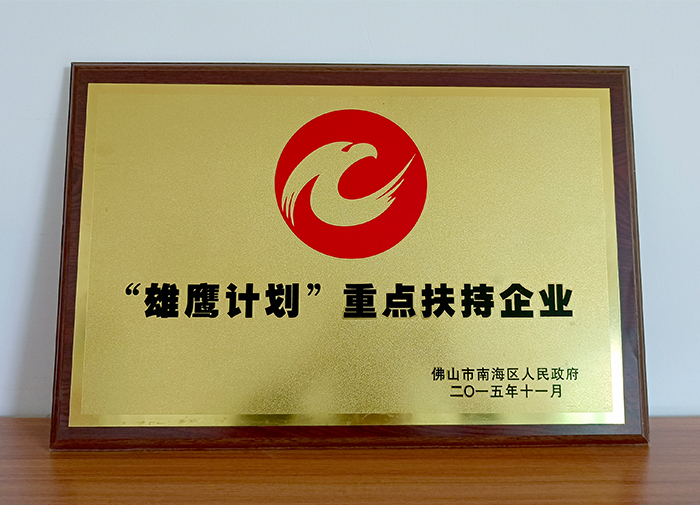 “雄鹰计划”重点扶持企业
佛山市南海区人民政府
二〇一五年十一月